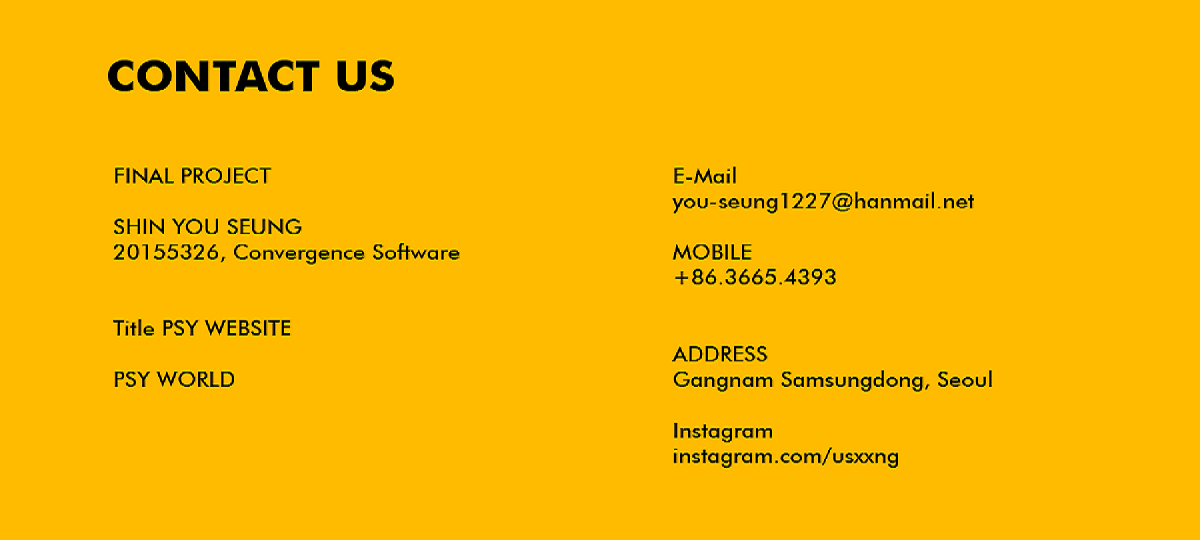 CONTACT US
FINAL PROJECT
SHIN YOU SEUNG
20155326, Convergence Software
Title PSY WEBSITE
PSY WORLD
E-Mail
you-seung1227@hanmail.net
MOBILE
+86.3665.4393
ADDRESS
Gangnam Samsungdong, Seoul
Instagram
instagram.com/usxxng